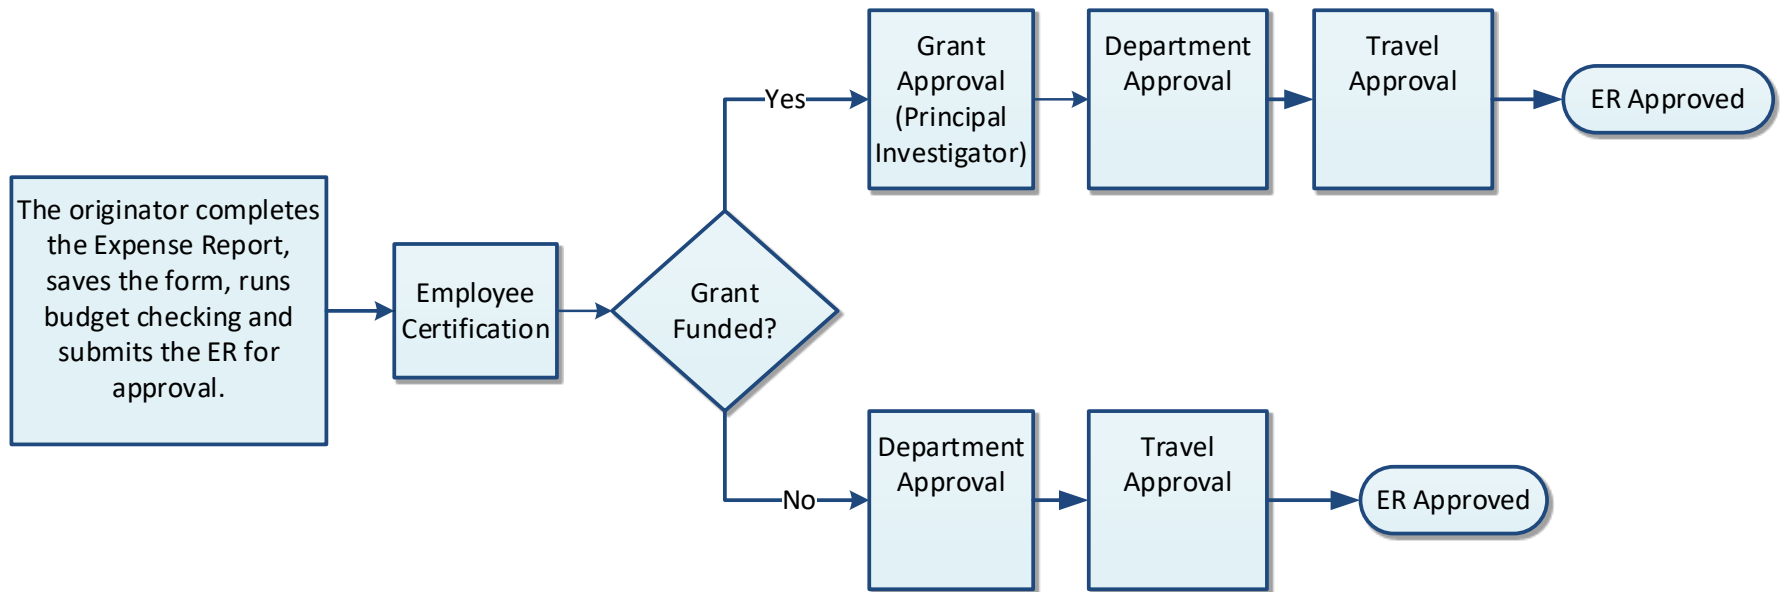 The originator completes
the Expense Report,
saves the form, runs
budget checking and
submits the ER for
approval.
Employee
Certification
Grant
Funded?
Yes
Grant
Approval
(Principal
Investigator)
Department
Approval
Travel
Approval
ER Approved
No
Department
Approval
Travel
Approval
ER Approved